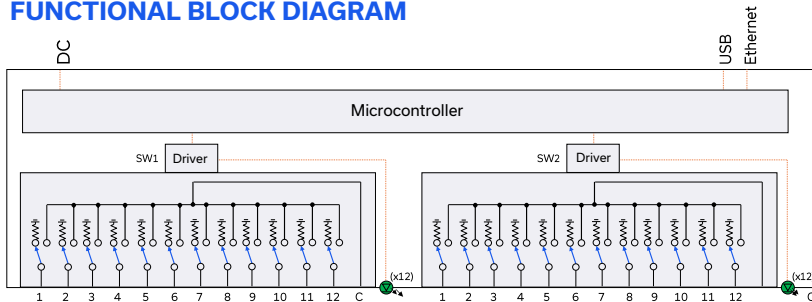 FUNCTIONAL BLOCK DIAGRAM
DC
USB
Ethernet
Microcontroller
SW1
Driver
SW2
Driver
(x12)
(x12
1 2 3 4 5 6 7 8 9 10 11 12 C
1 2 3 4 5 6 7 8 9 10 11 12